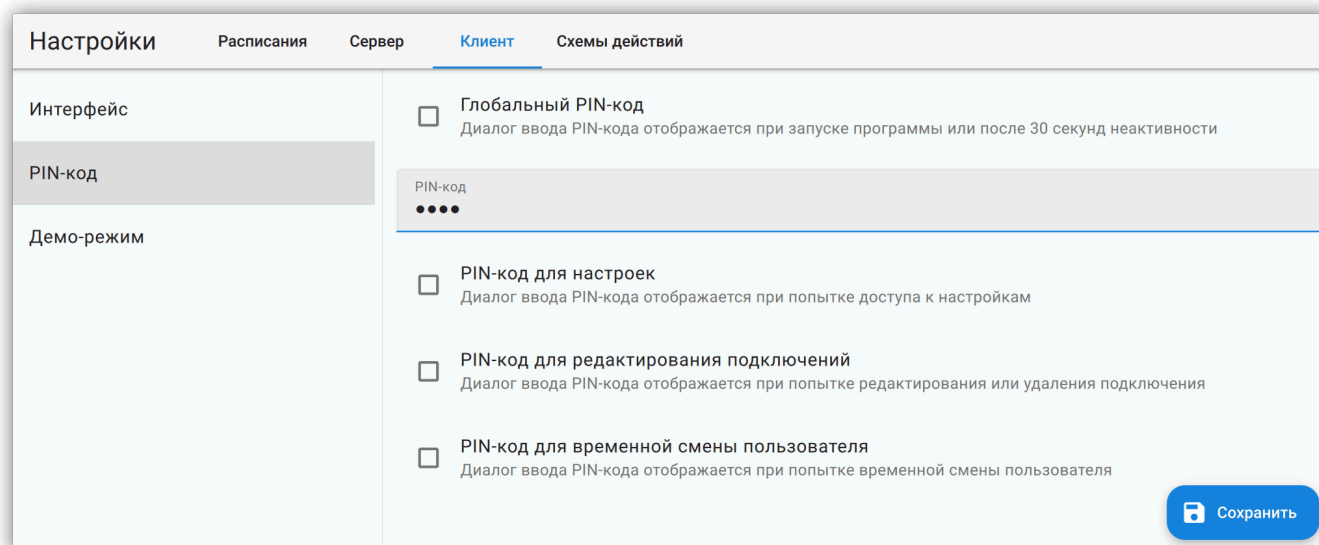 Настройки Расписания Сервер Клиент Схемы действий
Интерфейс
PIN-код
Демо-режим
Глобальный PIN-код
Диалог ввода PIN-кода отображается при запуске программы или после 30 секунд неактивности
PIN-код
••••
PIN-код для настроек
Диалог ввода PIN-кода отображается при попытке доступа к настройкам
PIN-код для редактирования подключений
Диалог ввода PIN-кода отображается при попытке редактирования или удаления подключения
PIN-код для временной смены пользователя
Диалог ввода PIN-кода отображается при попытке временной смены пользователя
Сохранить